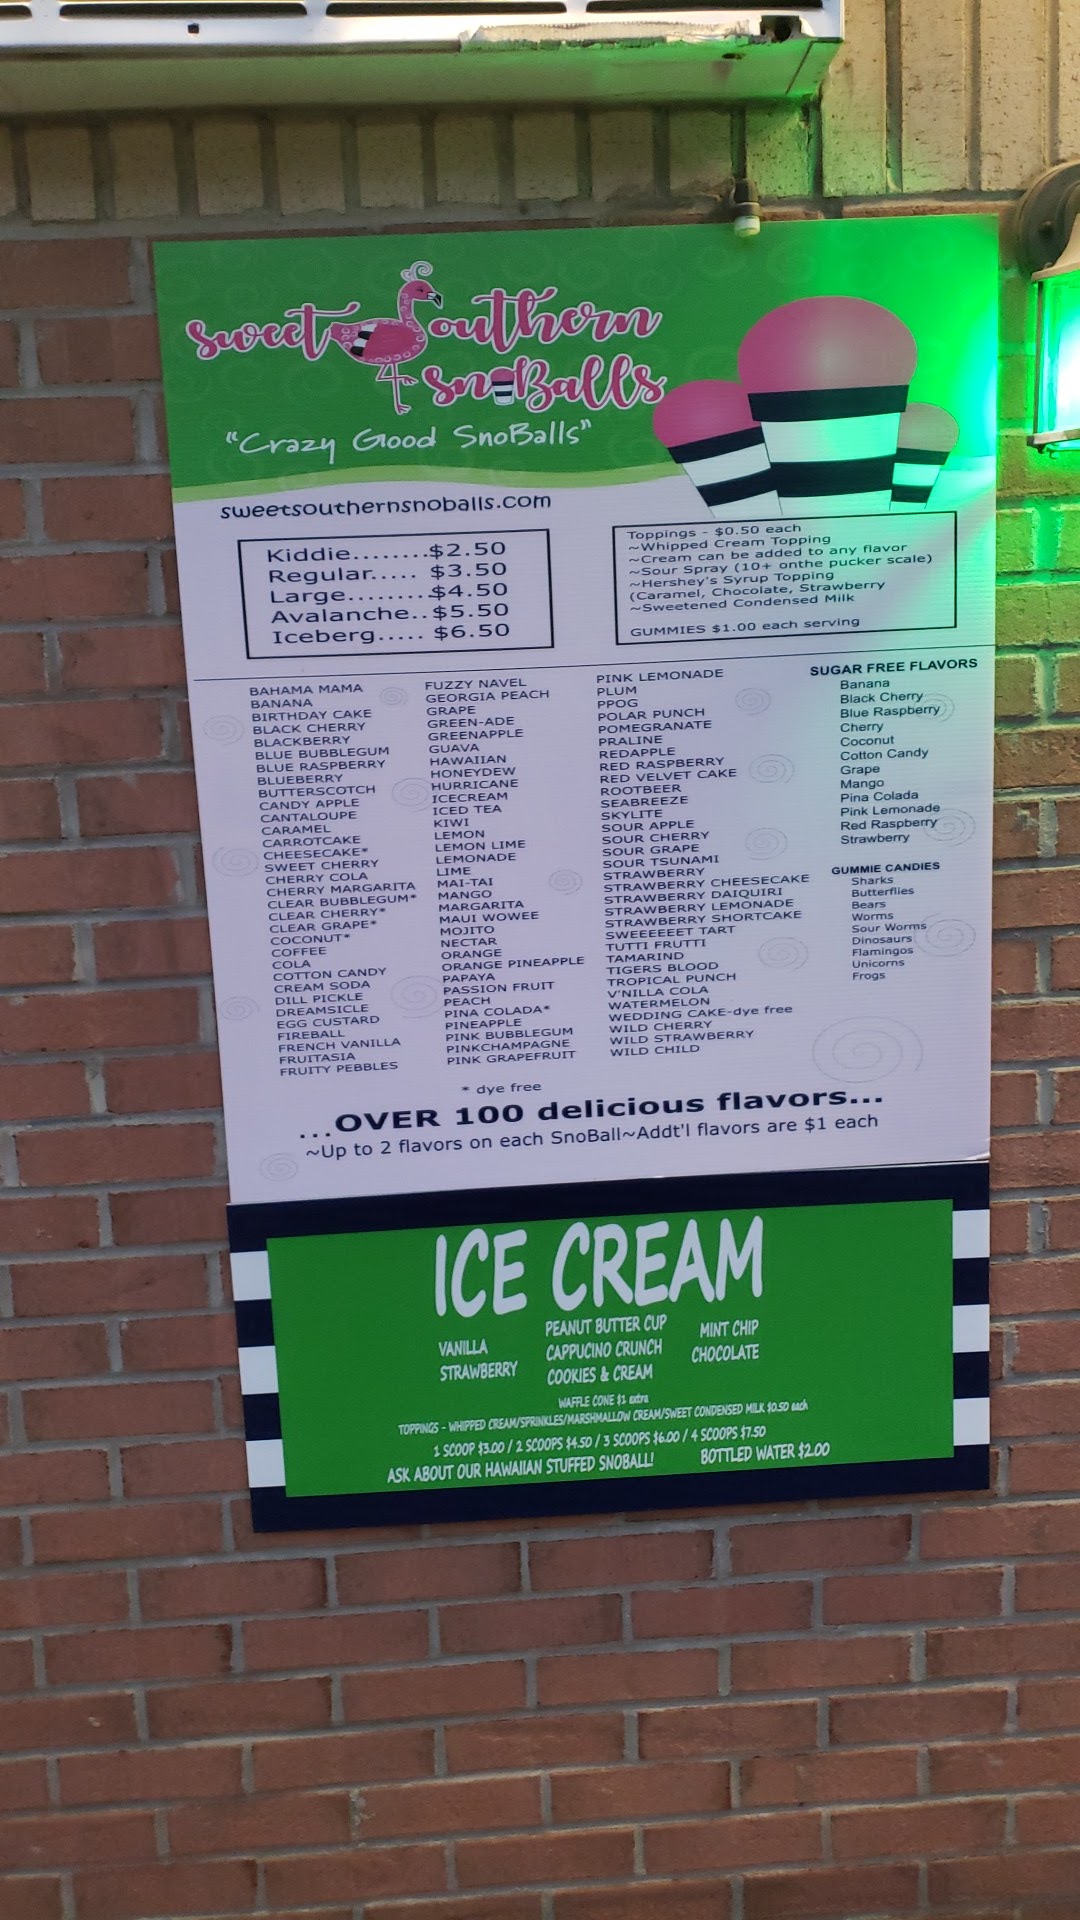 sweet Southern
SnoBalls
"Crazy Good SnoBalls"
sweetsouthernsnoballs.com
Kiddie........$2.50
Regular..... $3.50
Large.........$4.50
Avalanche..$5.50
Iceberg..... $6.50
Toppings - $0.50 each
~Whipped Cream Topping
~Cream can be added to any flavor
~Sour Spray (10+ onthe pucker scale)
~Hershey's Syrup Topping
(Caramel, Chocolate, Strawberry
~Sweetened Condensed Milk
GUMMIES $1.00 each serving
BAHAMA MAMA
BANANA
BIRTHDAY CAKE
BLACK CHERRY
BLACKBERRY
BLUE BUBBLEGUM
BLUE RASPBERRY
BLUEBERRY
BUTTERSCOTCH
CANDY APPLE
CANTALOUPE
CARAMEL
CARROTCAKE
CHEESECAKE*
SWEET CHERRY
CHERRY COLA
CHERRY MARGARITA
CLEAR BUBBLEGUM*
CLEAR CHERRY*
CLEAR GRAPE*
COCONUT*
COFFEE
COLA
COTTON CANDY
CREAM SODA
DILL PICKLE
DREAMSICLE
EGG CUSTARD
FIREBALL
FRENCH VANILLA
FRUITASIA
FRUITY PEBBLES
FUZZY NAVEL
GEORGIA PEACH
GRAPE
GREEN-ADE
GREENAPPLE
GUAVA
HAWAIIAN
HONEYDEW
HURRICANE
ICECREAM
ICED TEA
KIWI
LEMON
LEMON LIME
LEMONADE
LIME
MAI-TAI
MANGO
MARGARITA
MAUI WOWEE
MOJITO
NECTAR
ORANGE
ORANGE PINEAPPLE
PAPAYA
PASSION FRUIT
PEACH
PINA COLADA*
PINEAPPLE
PINK BUBBLEGUM
PINKCHAMPAGNE
PINK GRAPEFRUIT
PINK LEMONADE
PLUM
PPOG
POLAR PUNCH
POMEGRANATE
PRALINE
REDAPPLE
RED RASPBERRY
RED VELVET CAKE
ROOTBEER
SEABREEZE
SKYLITE
SOUR APPLE
SOUR CHERRY
SOUR GRAPE
SOUR TSUNAMI
STRAWBERRY
STRAWBERRY CHEESECAKE
STRAWBERRY DAIQUIRI
STRAWBERRY LEMONADE
STRAWBERRY SHORTCAKE
SWEEEEEET TART
TUTTI FRUTTI
TAMARIND
TIGERS BLOOD
TROPICAL PUNCH
V'NILLA COLA
WATERMELON
WEDDING CAKE-dye free
WILD CHERRY
WILD STRAWBERRY
WILD CHILD
SUGAR FREE FLAVORS
Banana
Black Cherry
Blue Raspberry
Cherry
Coconut
Cotton Candy
Grape
Mango
Pina Colada
Pink Lemonade
Red Raspberry
Strawberry
GUMMIE CANDIES
Sharks
Butterflies
Bears
Worms
Sour Worms
Dinosaurs
Flamingos
Unicorns
Frogs
* dye free
...OVER 100 delicious flavors...
~Up to 2 flavors on each SnoBall~Addt'l flavors are $1 each
ICE CREAM
VANILLA
STRAWBERRY
PEANUT BUTTER CUP
CAPPUCINO CRUNCH
COOKIES & CREAM
MINT CHIP
CHOCOLATE
WAFFLE CONE $1 extra
TOPPINGS - WHIPPED CREAM/SPRINKLES/MARSHMALLOW CREAM/SWEET CONDENSED MILK $0.50 each
1 SCOOP $3.00 / 2 SCOOPS $4.50 / 3 SCOOPS $6.00 / 4 SCOOPS $7.50
ASK ABOUT OUR HAWAIIAN STUFFED SNOBALL! BOTTLED WATER $2.00